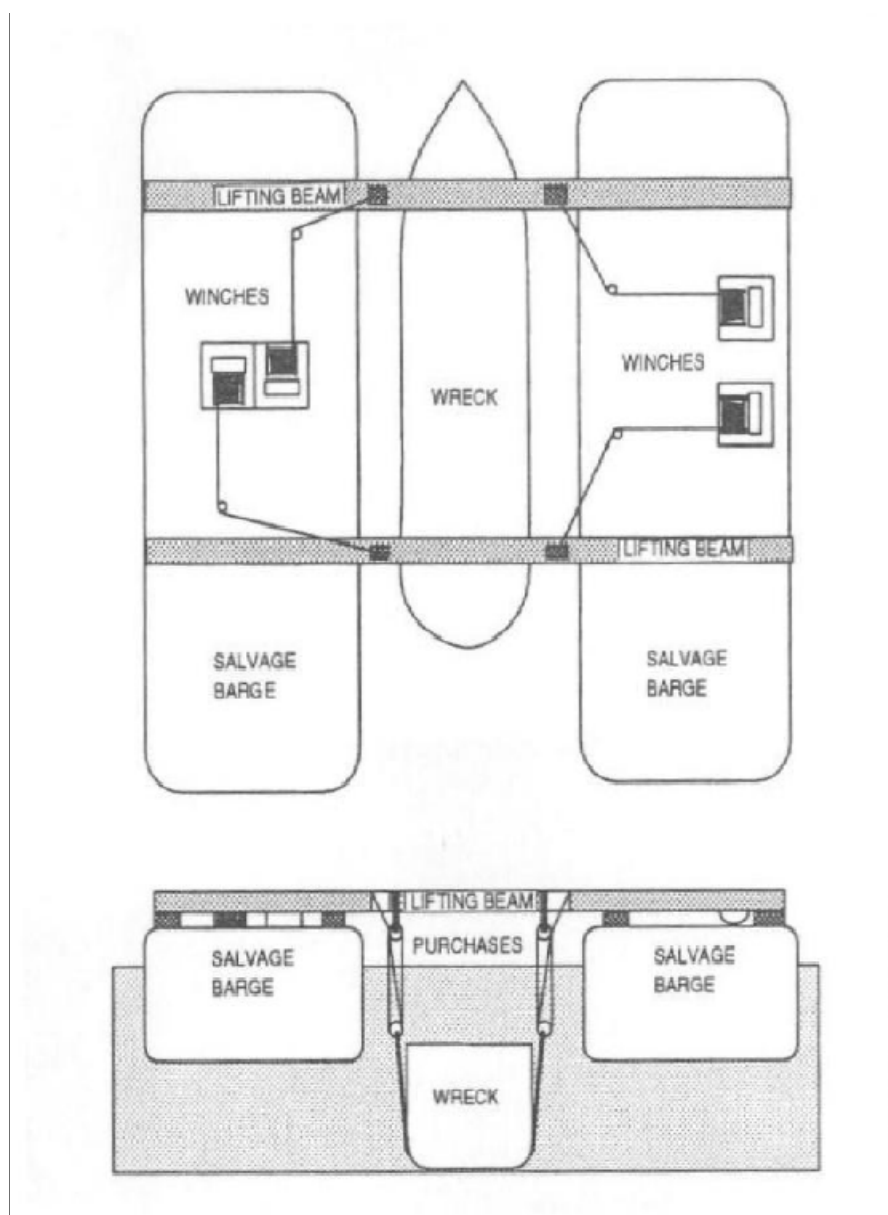 LIFTING BEAM
WINCHES
WINCHES
WRECK
LIFTING BEAM
SALVAGE
BARGE
SALVAGE
BARGE
LIFTING BEAM
PURCHASES
SALVAGE
BARGE
SALVAGE
BARGE
WRECK